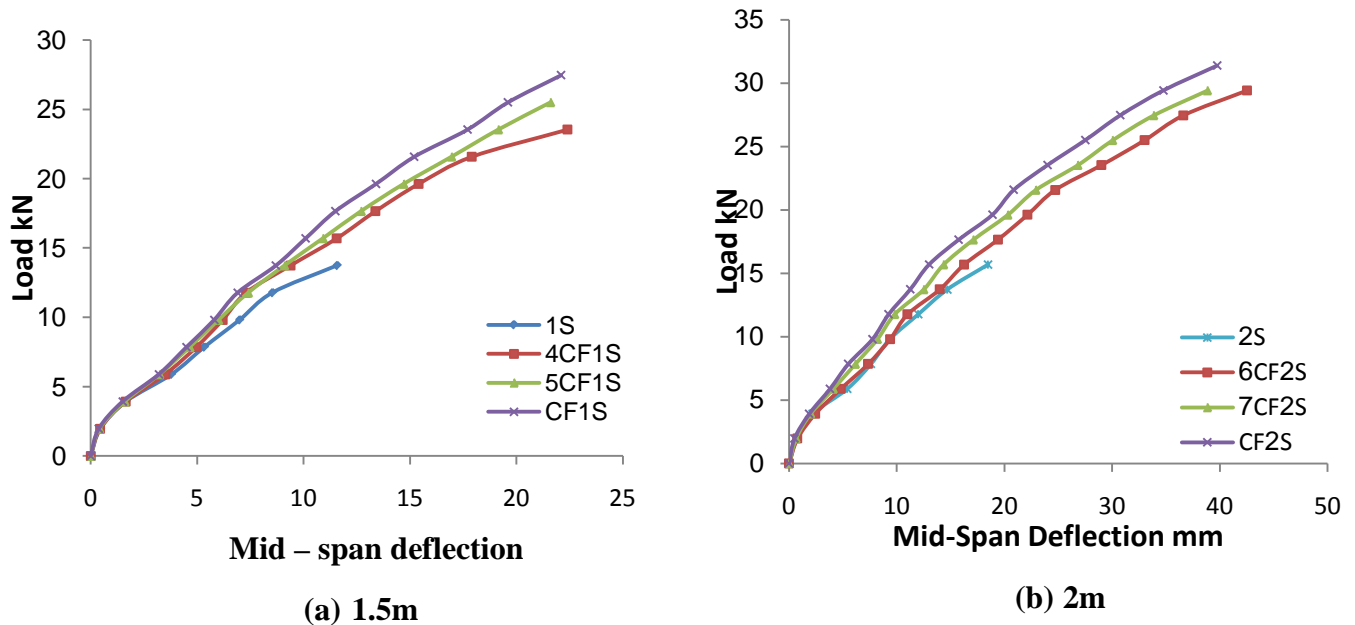 30
25
20
15
10
5
0
Load kN
0 5 10 15 20 25
1S
4CF1S
5CF1S
CF1S
Mid – span deflection
(a) 1.5m
35
30
25
20
15
10
5
0
Load kN
0 10 20 30 40 50
2S
6CF2S
7CF2S
CF2S
Mid-Span Deflection mm
(b) 2m